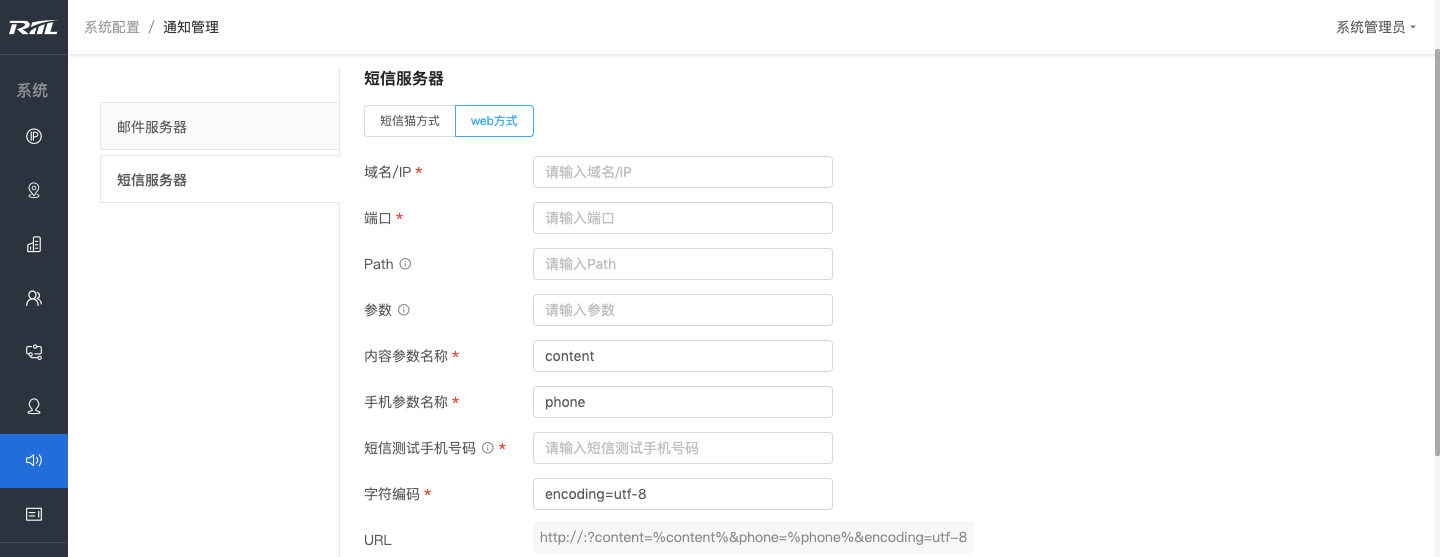 RIIL
系统配置 / 通知管理
系统管理员
系统
邮件服务器
短信服务器
短信服务器
短信猫方式 web方式
域名/IP * 请输入域名/IP
端口 * 请输入端口
Path 请输入Path
参数 请输入参数
内容参数名称 * content
手机参数名称 * phone
短信测试手机号码 * 请输入短信测试手机号码
字符编码 * encoding=utf-8
URL http://:?content=%content%&phone=%phone%&encoding=utf-8